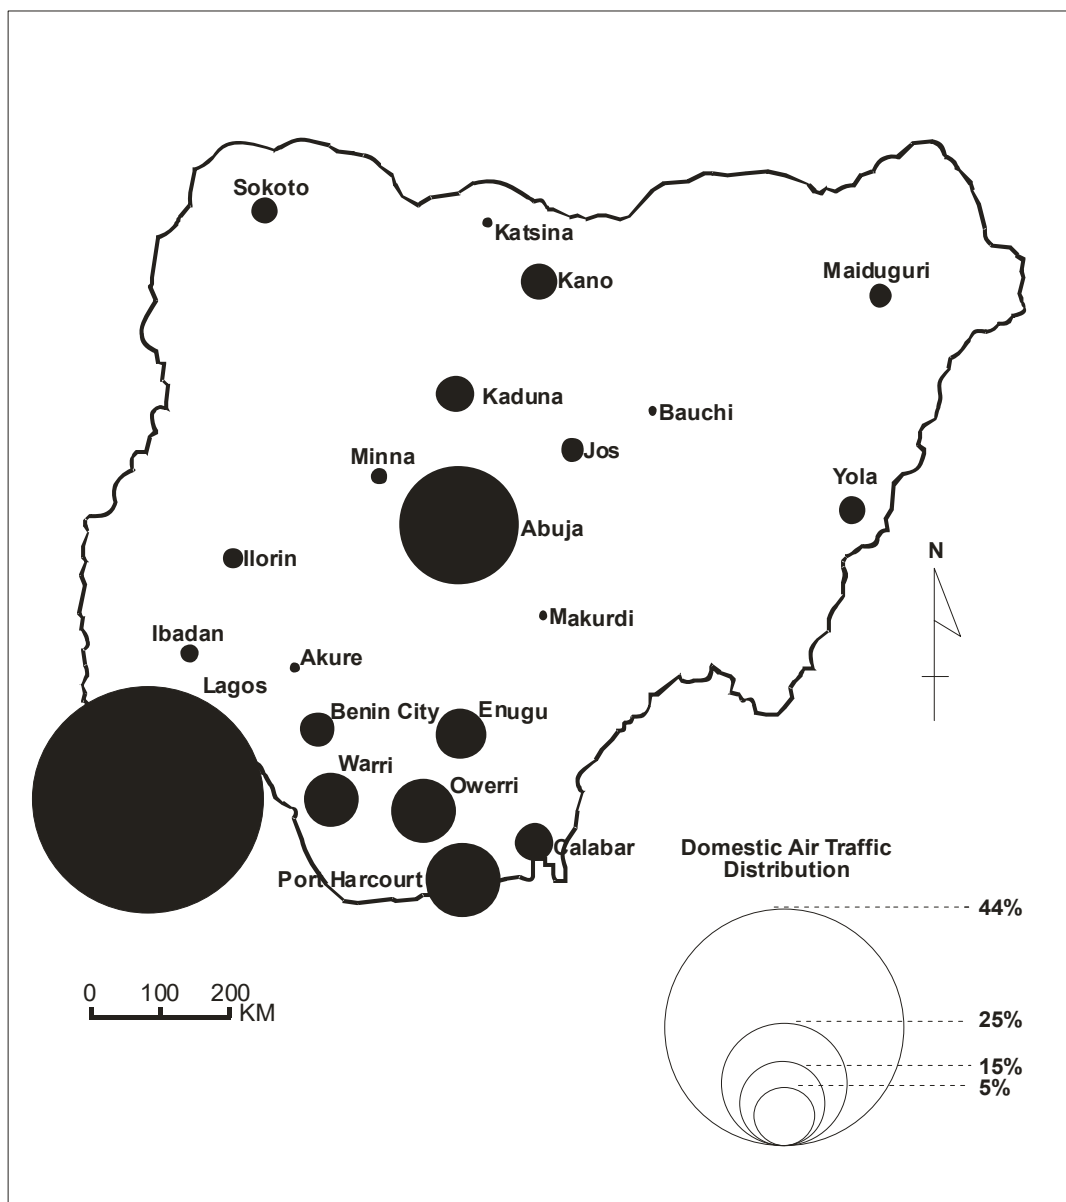 Sokoto
Katsina
Kano
Maiduguri
Kaduna
Bauchi
Jos
Minna
Yola
Abuja
N
Ilorin
Makurdi
Ibadan
Akure
Lagos
Benin City
Enugu
Warri
Owerri
Calabar
Port Harcourt
Domestic Air Traffic
Distribution
44%
25%
15%
5%
0 100 200
KM